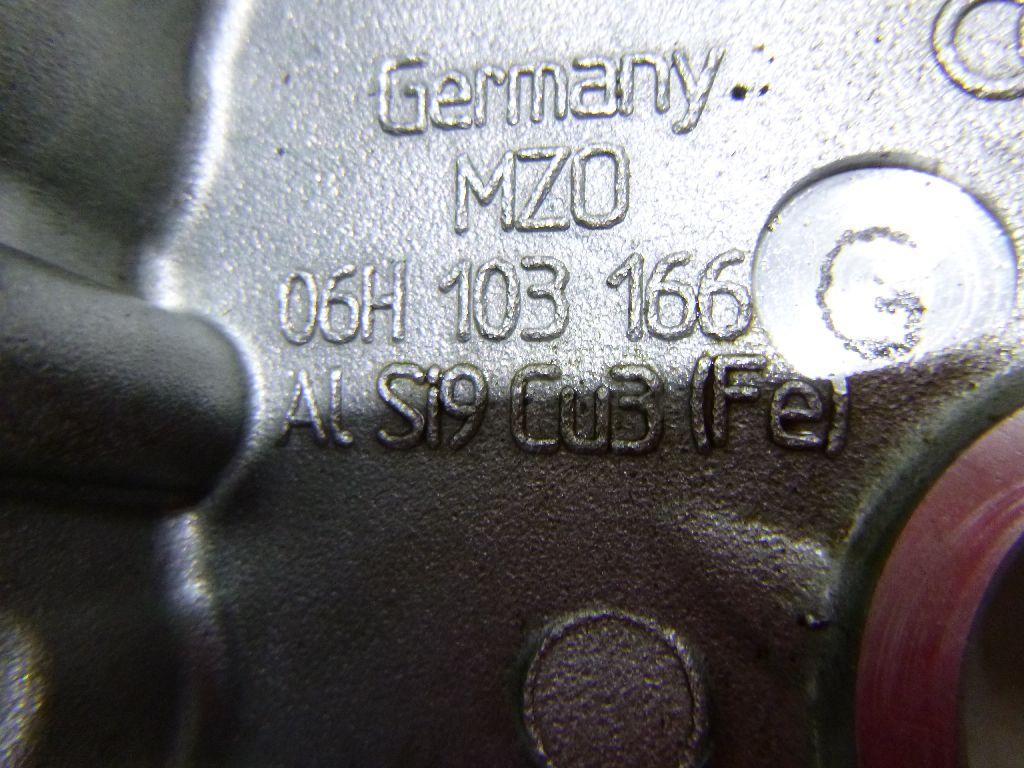 Germany
MZO
06H 103 166 G
Al Si9 Cu3 (Fe)